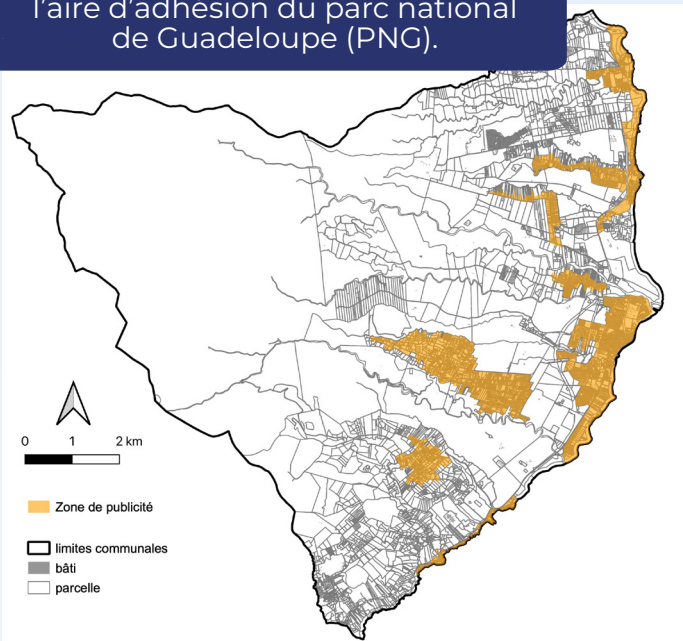 l'aire d'adhésion du parc national
de Guadeloupe (PNG).
0 1 2 km
Zone de publicité
limites communales
bâti
parcelle